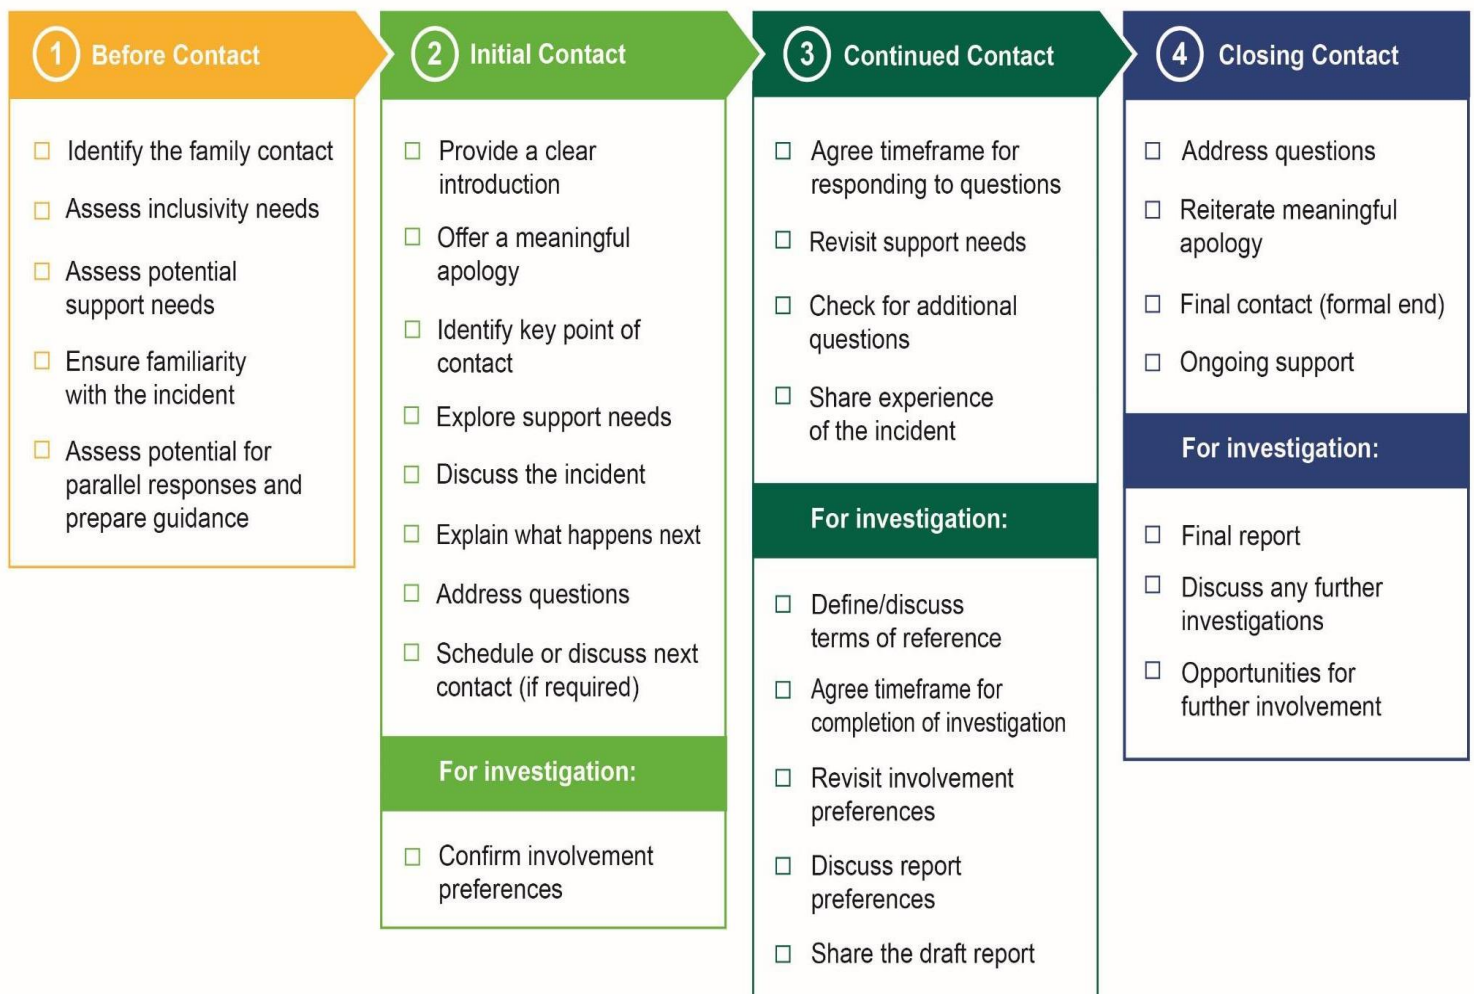 1 Before Contact
Identify the family contact
Assess inclusivity needs
Assess potential
support needs
Ensure familiarity
with the incident
Assess potential for
parallel responses and
prepare guidance
2 Initial Contact
Provide a clear
introduction
Offer a meaningful
apology
Identify key point of
contact
Explore support needs
Discuss the incident
Explain what happens next
Address questions
Schedule or discuss next
contact (if required)
For investigation:
Confirm involvement
preferences
3 Continued Contact
Agree timeframe for
responding to questions
Revisit support needs
Check for additional
questions
Share experience
of the incident
For investigation:
Define/discuss
terms of reference
Agree timeframe for
completion of investigation
Revisit involvement
preferences
Discuss report
preferences
Share the draft report
4 Closing Contact
Address questions
Reiterate meaningful
apology
Final contact (formal end)
Ongoing support
For investigation:
Final report
Discuss any further
investigations
Opportunities for
further involvement